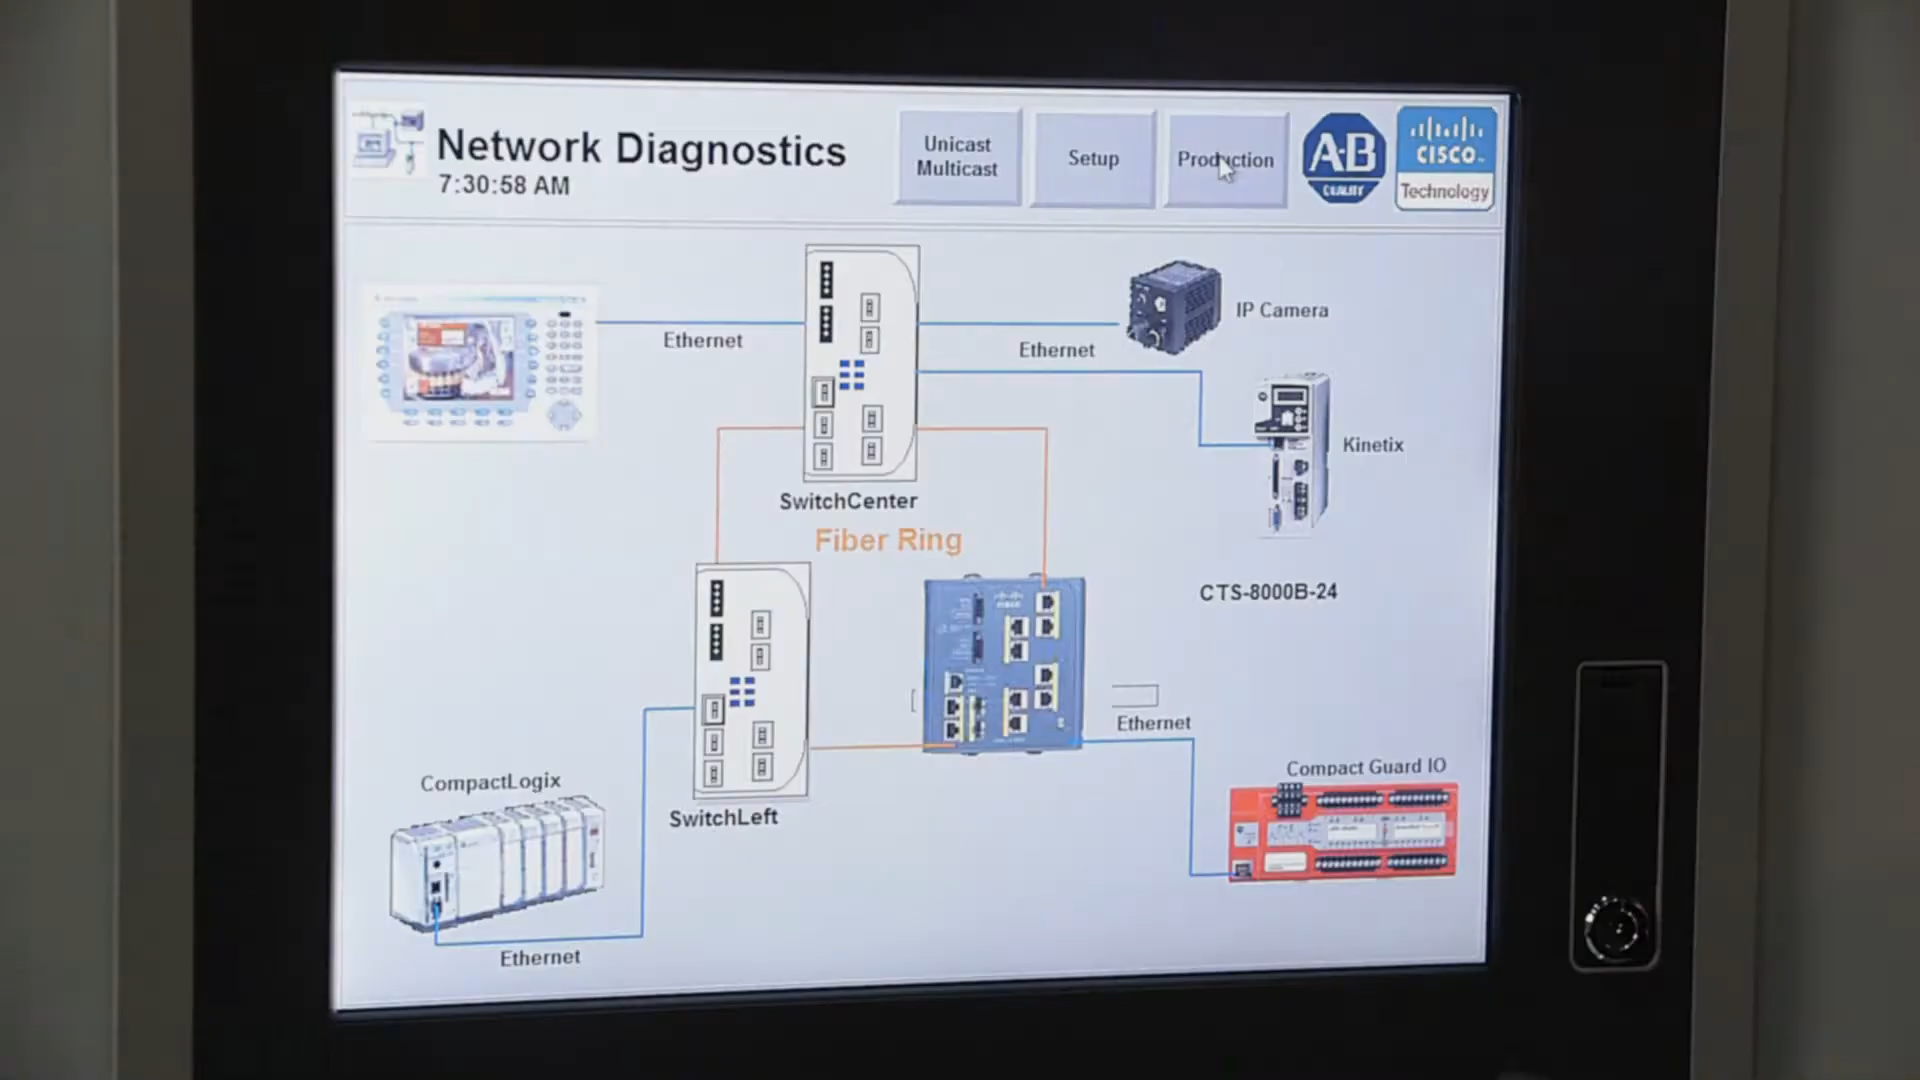 Network Diagnostics
7:30:58 AM
Unicast
Multicast
Setup
Production
A-B
QUALITY
CISCO
Technology
Ethernet
IP Camera
Ethernet
Kinetix
SwitchCenter
Fiber Ring
CTS-8000B-24
Ethernet
CompactLogix
Compact Guard IO
SwitchLeft
Ethernet